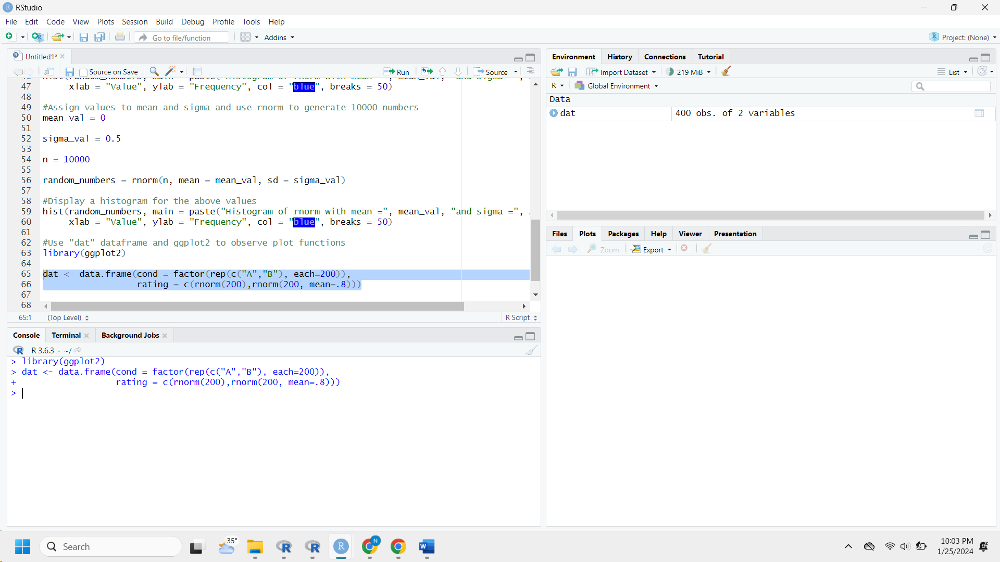 RStudio
File Edit Code View Plots Session Build Debug Profile Tools Help
Go to file/function Addins Project: (None)
Untitled1*
Source on Save Run Source
47 xlab = "Value", ylab = "Frequency", col = "blue", breaks = 50)
48
49 #Assign values to mean and sigma and use rnorm to generate 10000 numbers
50 mean_val = 0
51
52 sigma_val = 0.5
53
54 n = 10000
55
56 random_numbers = rnorm(n, mean = mean_val, sd = sigma_val)
57
58 #Display a histogram for the above values
59 hist(random_numbers, main = paste("Histogram of rnorm with mean =", mean_val, "and sigma =",
60 xlab = "Value", ylab = "Frequency", col = "blue", breaks = 50)
61
62 #Use "dat" dataframe and ggplot2 to observe plot functions
63 library(ggplot2)
64
65 dat <- data.frame(cond = factor(rep(c("A","B"), each=200)),
66 rating = c(rnorm(200),rnorm(200, mean=.8)))
67
68
65:1 (Top Level) R Script
Console Terminal Background Jobs
R 3.6.3 · ~/
> library(ggplot2)
> dat <- data.frame(cond = factor(rep(c("A","B"), each=200)),
+ rating = c(rnorm(200),rnorm(200, mean=.8)))
>
Environment History Connections Tutorial
Import Dataset 219 MiB List
R Global Environment
Data
dat 400 obs. of 2 variables
Files Plots Packages Help Viewer Presentation
Zoom Export
Search
35°
N
10:03 PM
1/25/2024